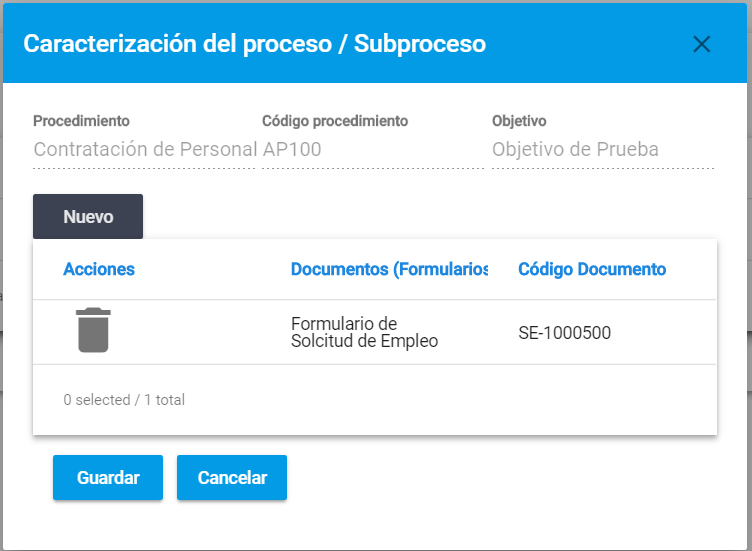 Caracterización del proceso / Subproceso
Procedimiento Código procedimiento Objetivo
Contratación de Personal AP100 Objetivo de Prueba
Nuevo
Acciones Documentos (Formularios Código Documento
Formulario de
Solcitud de Empleo SE-1000500
0 selected / 1 total
Guardar Cancelar